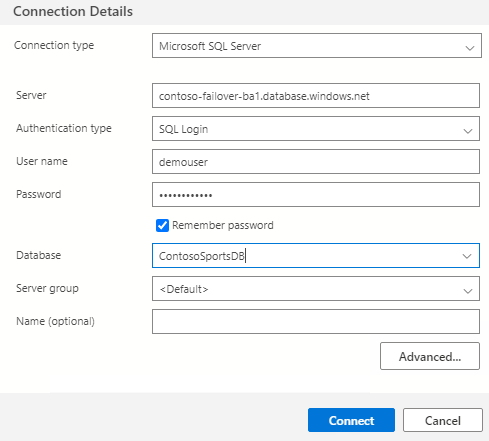 Connection Details
Connection type Microsoft SQL Server
Server contoso-failover-ba1.database.windows.net
Authentication type SQL Login
User name demouser
Password ••••••••••••
Remember password
Database ContosoSportsDB
Server group <Default>
Name (optional)
Advanced...
Connect Cancel